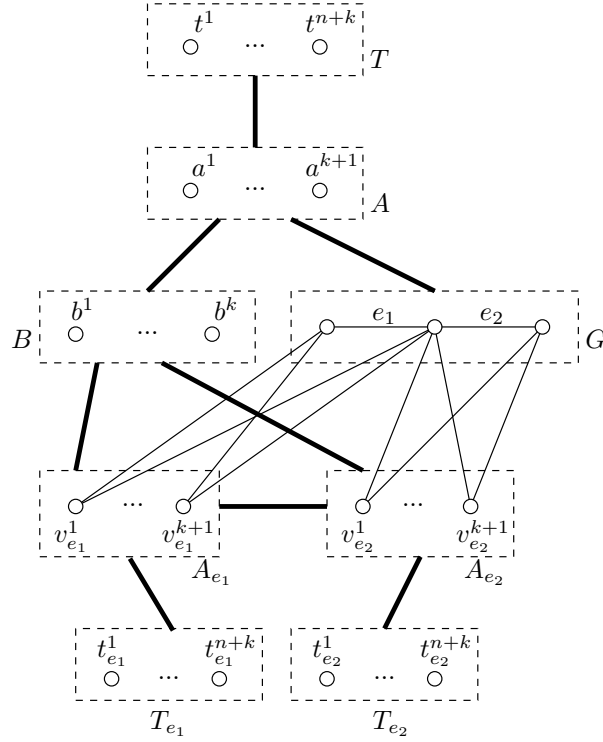 t^1 ... t^{n+k}
T
a^1 ... a^{k+1}
A
b^1 ... b^k
B
e_1 e_2
G
... ...
v_{e_1}^1 v_{e_1}^{k+1} v_{e_2}^1 v_{e_2}^{k+1}
A_{e_1} A_{e_2}
t_{e_1}^1 t_{e_1}^{n+k} t_{e_2}^1 t_{e_2}^{n+k}
... ...
T_{e_1} T_{e_2}